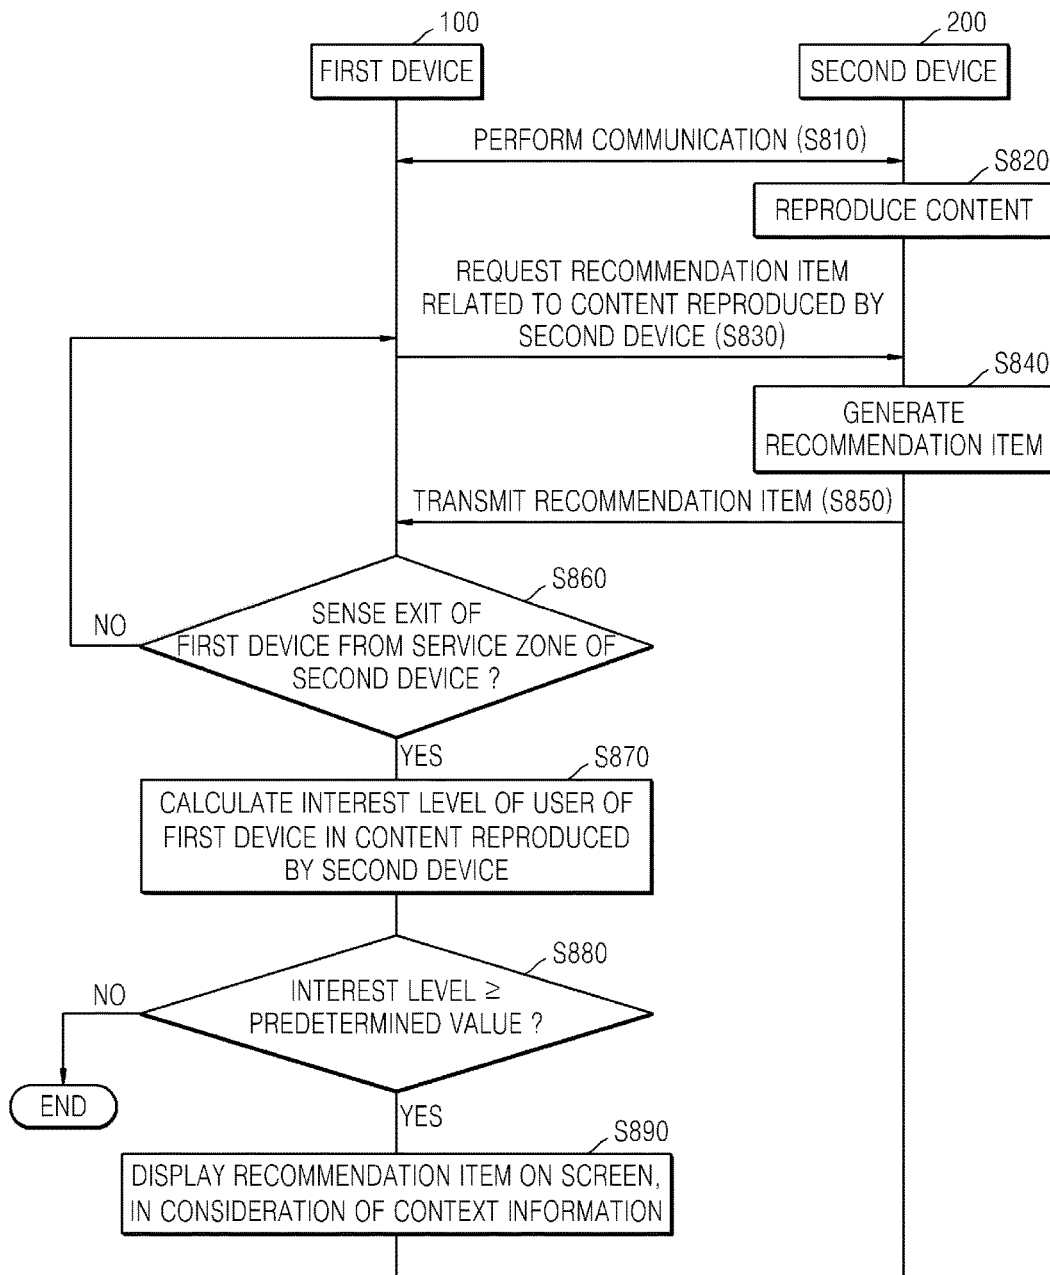 100
200
FIRST DEVICE
SECOND DEVICE
PERFORM COMMUNICATION (S810)
S820
REPRODUCE CONTENT
REQUEST RECOMMENDATION ITEM
RELATED TO CONTENT REPRODUCED BY
SECOND DEVICE (S830)
S840
GENERATE
RECOMMENDATION ITEM
TRANSMIT RECOMMENDATION ITEM (S850)
S860
SENSE EXIT OF
FIRST DEVICE FROM SERVICE ZONE OF
SECOND DEVICE ?
NO
YES
S870
CALCULATE INTEREST LEVEL OF USER OF
FIRST DEVICE IN CONTENT REPRODUCED
BY SECOND DEVICE
S880
INTEREST LEVEL ≥
PREDETERMINED VALUE ?
NO
END
YES
S890
DISPLAY RECOMMENDATION ITEM ON SCREEN,
IN CONSIDERATION OF CONTEXT INFORMATION